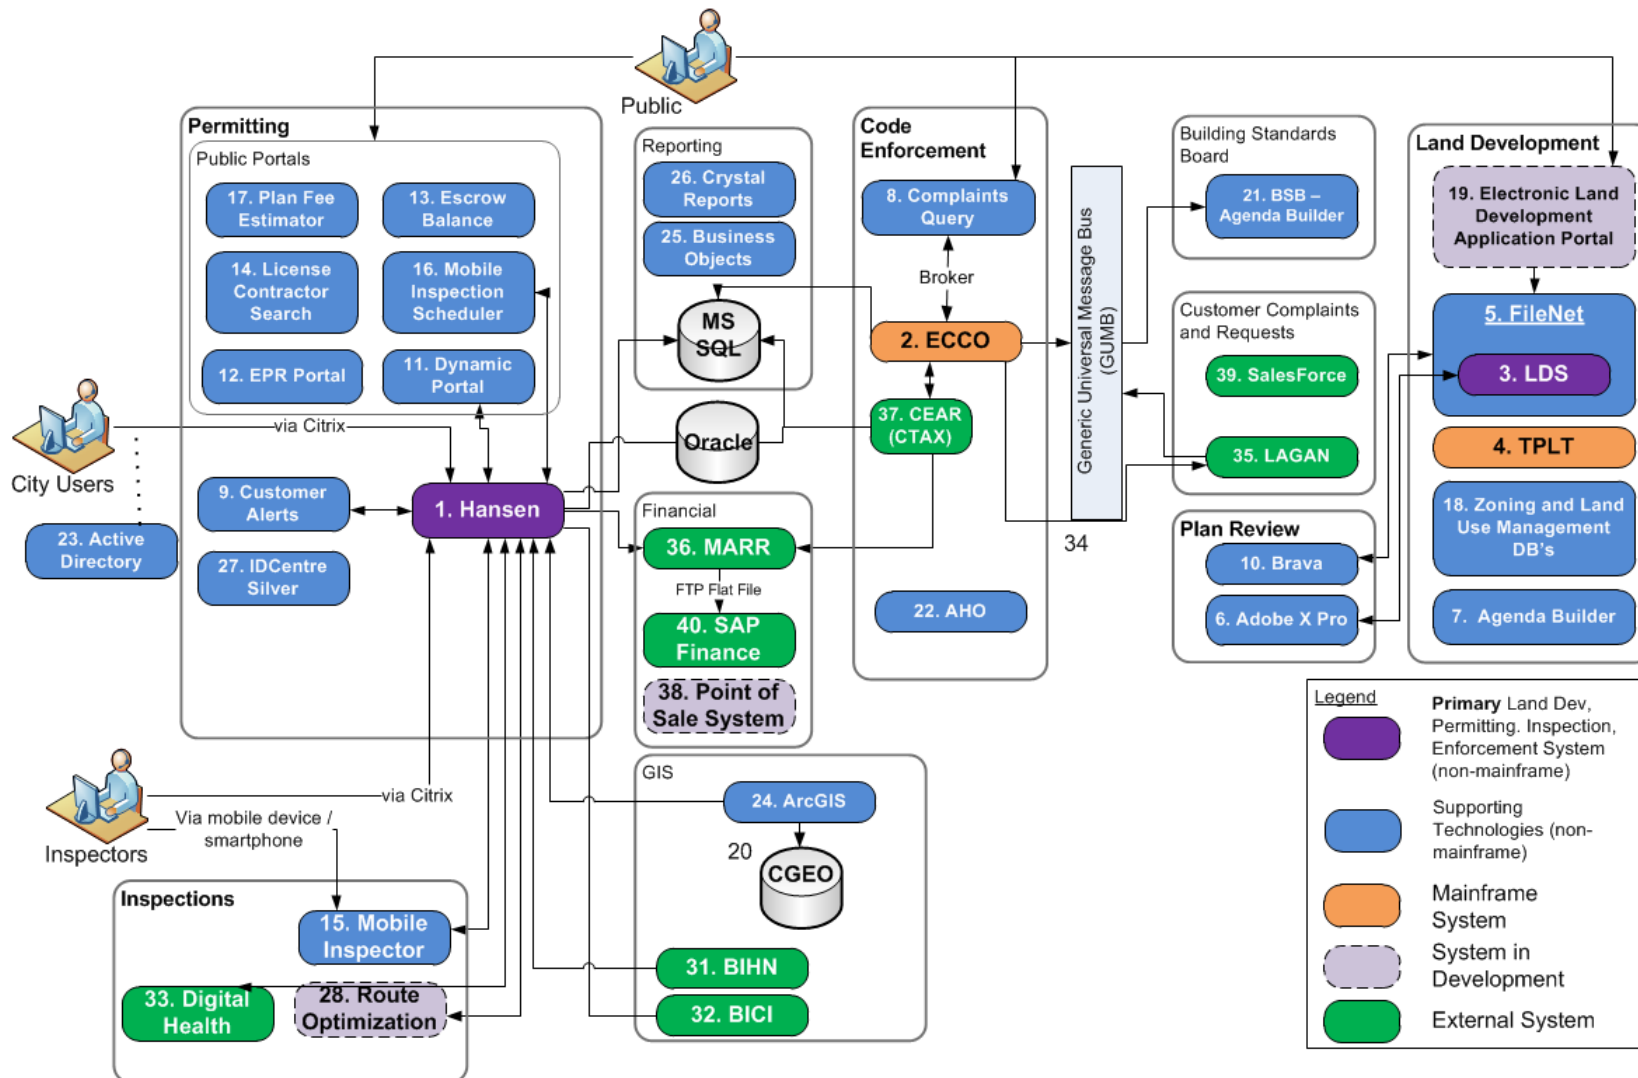 Public
Permitting
Public Portals
17. Plan Fee
Estimator
13. Escrow
Balance
14. License
Contractor
Search
16. Mobile
Inspection
Scheduler
12. EPR Portal
11. Dynamic
Portal
via Citrix
City Users
23. Active
Directory
9. Customer
Alerts
27. IDCentre
Silver
1. Hansen
Reporting
26. Crystal
Reports
25. Business
Objects
MS
SQL
Oracle
Financial
36. MARR
FTP Flat File
40. SAP
Finance
38. Point of
Sale System
Code
Enforcement
8. Complaints
Query
Broker
2. ECCO
37. CEAR
(CTAX)
22. AHO
Generic Universal Message Bus
(GUMB)
34
Building Standards
Board
21. BSB –
Agenda Builder
Customer Complaints
and Requests
39. SalesForce
35. LAGAN
Plan Review
10. Brava
6. Adobe X Pro
Land Development
19. Electronic Land
Development
Application Portal
5. FileNet
3. LDS
4. TPLT
18. Zoning and Land
Use Management
DB's
7. Agenda Builder
Inspectors
via Citrix
Via mobile device /
smartphone
Inspections
15. Mobile
Inspector
33. Digital
Health
28. Route
Optimization
GIS
24. ArcGIS
20
CGEO
31. BIHN
32. BICI
Legend
Primary Land Dev,
Permitting. Inspection,
Enforcement System
(non-mainframe)
Supporting
Technologies (non-
mainframe)
Mainframe
System
System in
Development
External System